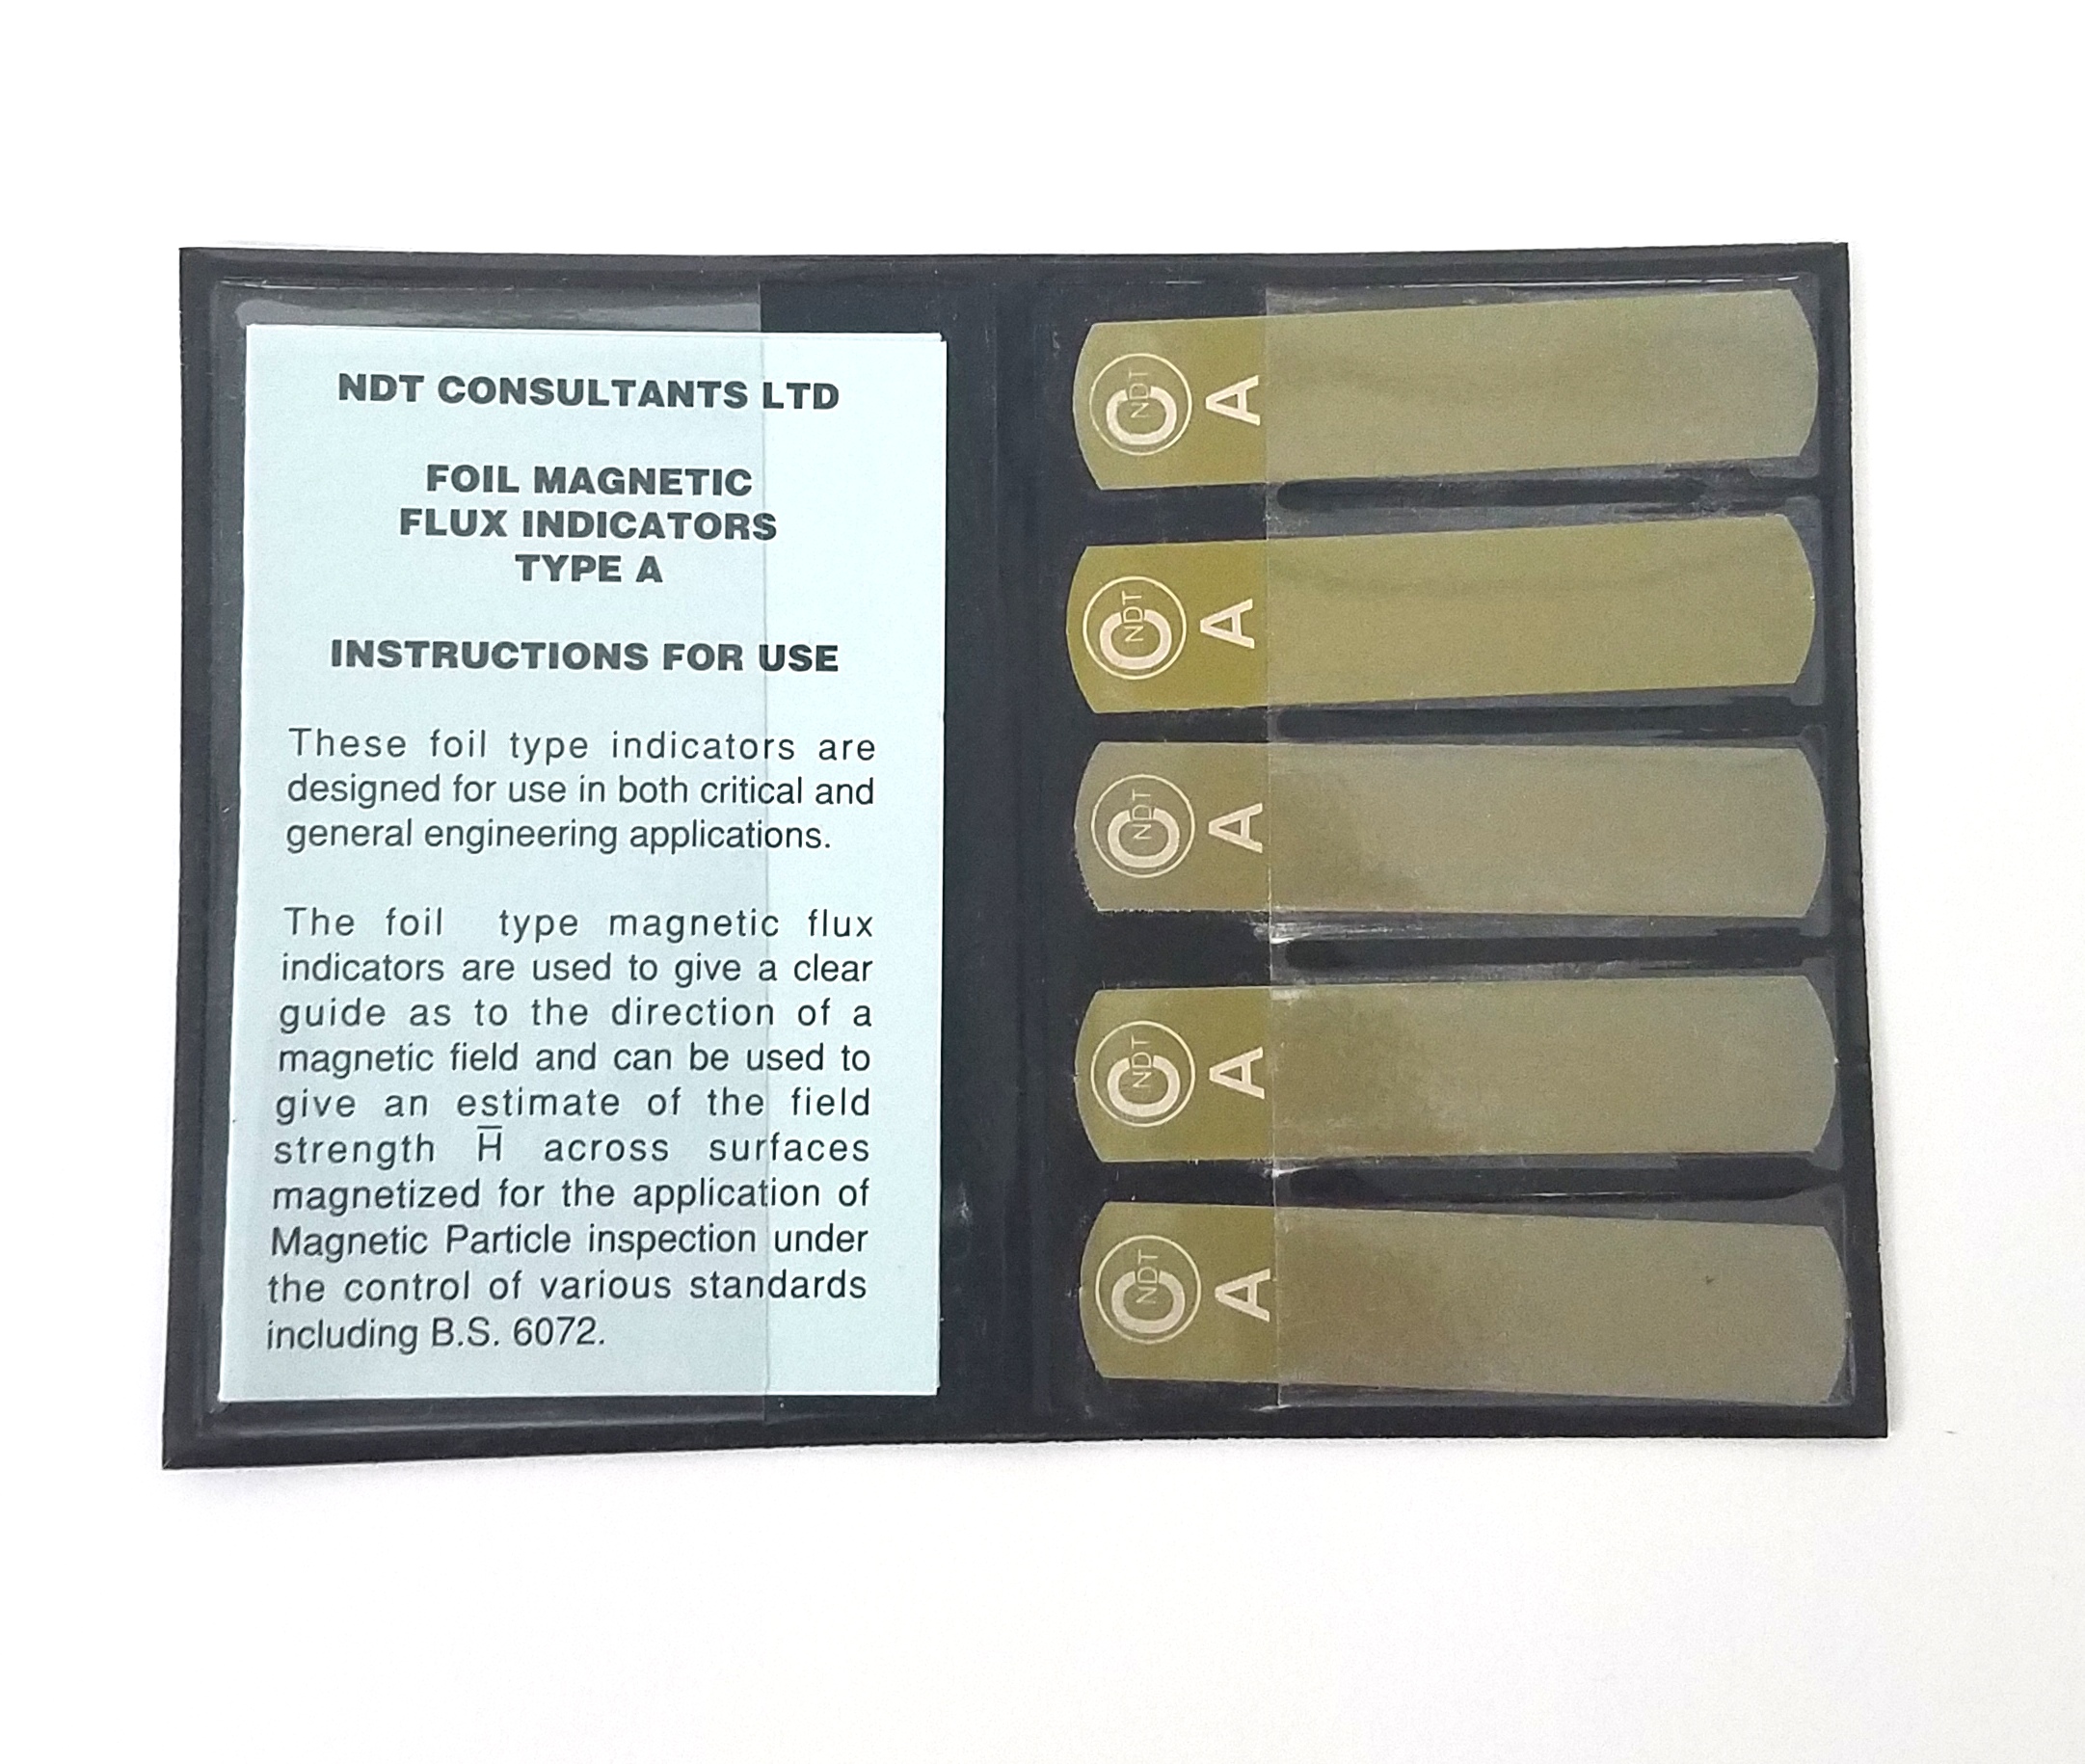 NDT CONSULTANTS LTD
FOIL MAGNETIC
FLUX INDICATORS
TYPE A
INSTRUCTIONS FOR USE
These foil type indicators are
designed for use in both critical and
general engineering applications.
The foil type magnetic flux
indicators are used to give a clear
guide as to the direction of a
magnetic field and can be used to
give an estimate of the field
strength H̅ across surfaces
magnetized for the application of
Magnetic Particle inspection under
the control of various standards
including B.S. 6072.
C NDT
A
C NDT
A
C NDT
A
C NDT
A
C NDT
A